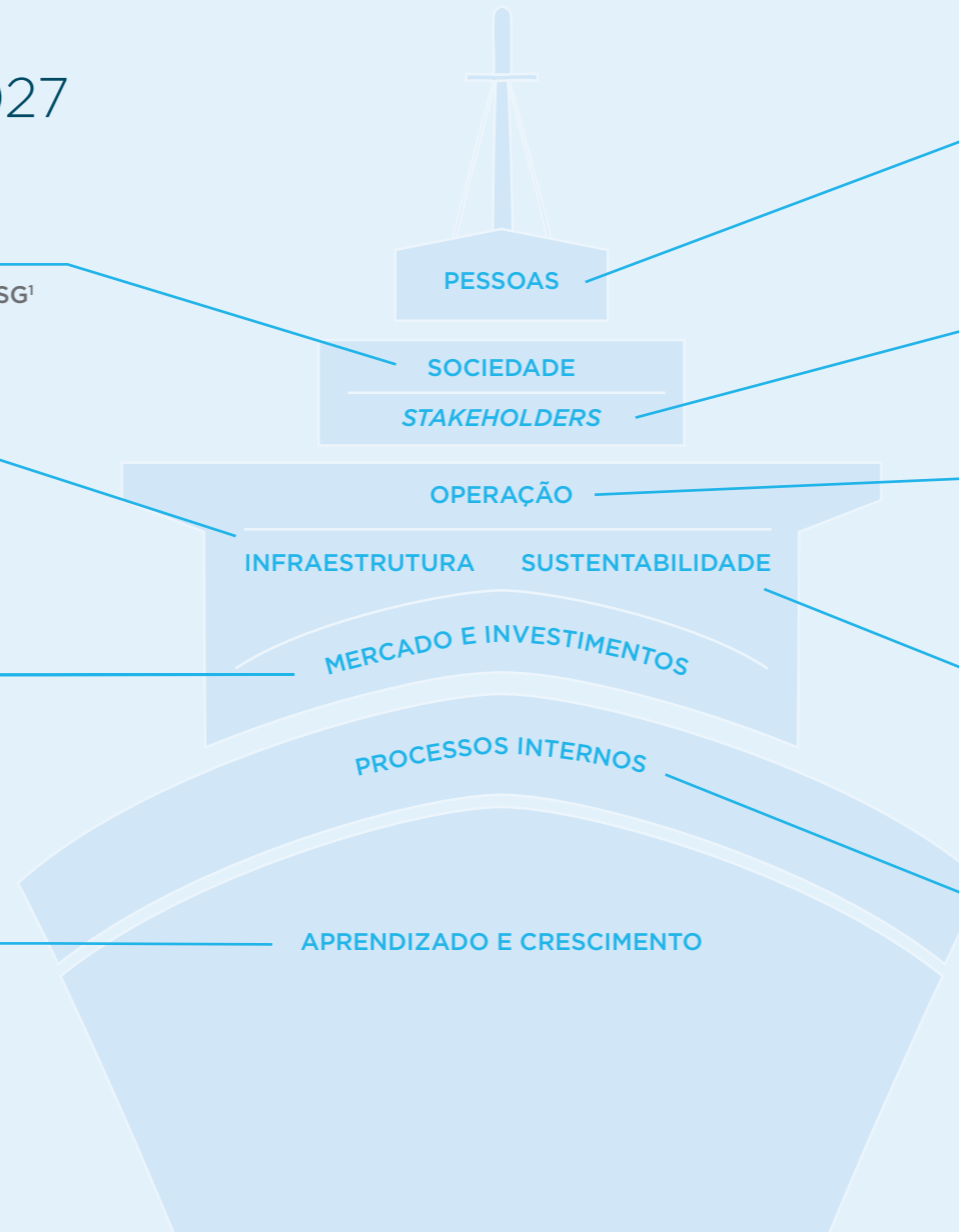 027
SG¹
PESSOAS
SOCIEDADE
STAKEHOLDERS
OPERAÇÃO
INFRAESTRUTURA SUSTENTABILIDADE
MERCADO E INVESTIMENTOS
PROCESSOS INTERNOS
APRENDIZADO E CRESCIMENTO